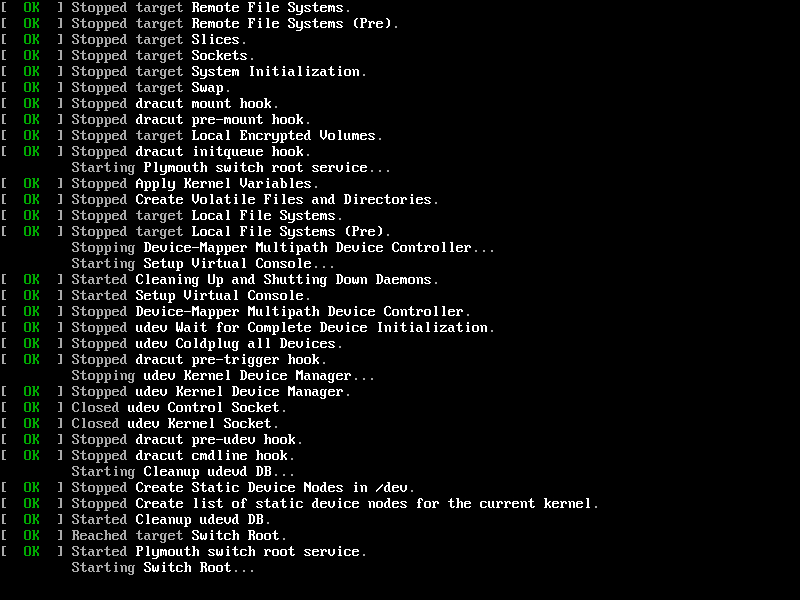 [  OK  ] Stopped target Remote File Systems.
[  OK  ] Stopped target Remote File Systems (Pre).
[  OK  ] Stopped target Slices.
[  OK  ] Stopped target Sockets.
[  OK  ] Stopped target System Initialization.
[  OK  ] Stopped target Swap.
[  OK  ] Stopped dracut mount hook.
[  OK  ] Stopped dracut pre-mount hook.
[  OK  ] Stopped target Local Encrypted Volumes.
[  OK  ] Stopped dracut initqueue hook.
         Starting Plymouth switch root service...
[  OK  ] Stopped Apply Kernel Variables.
[  OK  ] Stopped Create Volatile Files and Directories.
[  OK  ] Stopped target Local File Systems.
[  OK  ] Stopped target Local File Systems (Pre).
         Stopping Device-Mapper Multipath Device Controller...
         Starting Setup Virtual Console...
[  OK  ] Started Cleaning Up and Shutting Down Daemons.
[  OK  ] Started Setup Virtual Console.
[  OK  ] Stopped Device-Mapper Multipath Device Controller.
[  OK  ] Stopped udev Wait for Complete Device Initialization.
[  OK  ] Stopped udev Coldplug all Devices.
[  OK  ] Stopped dracut pre-trigger hook.
         Stopping udev Kernel Device Manager...
[  OK  ] Stopped udev Kernel Device Manager.
[  OK  ] Closed udev Control Socket.
[  OK  ] Closed udev Kernel Socket.
[  OK  ] Stopped dracut pre-udev hook.
[  OK  ] Stopped dracut cmdline hook.
         Starting Cleanup udevd DB...
[  OK  ] Stopped Create Static Device Nodes in /dev.
[  OK  ] Stopped Create list of static device nodes for the current kernel.
[  OK  ] Started Cleanup udevd DB.
[  OK  ] Reached target Switch Root.
[  OK  ] Started Plymouth switch root service.
         Starting Switch Root...